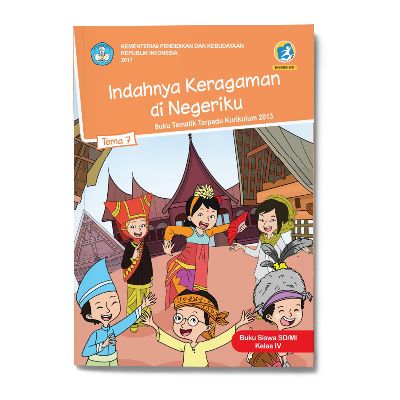 KEMENTERIAN PENDIDIKAN DAN KEBUDAYAAN
REPUBLIK INDONESIA
2017
Indahnya Keragaman
di Negeriku
Buku Tematik Terpadu Kurikulum 2013
Tema 7
Buku Siswa SD/MI
Kelas IV